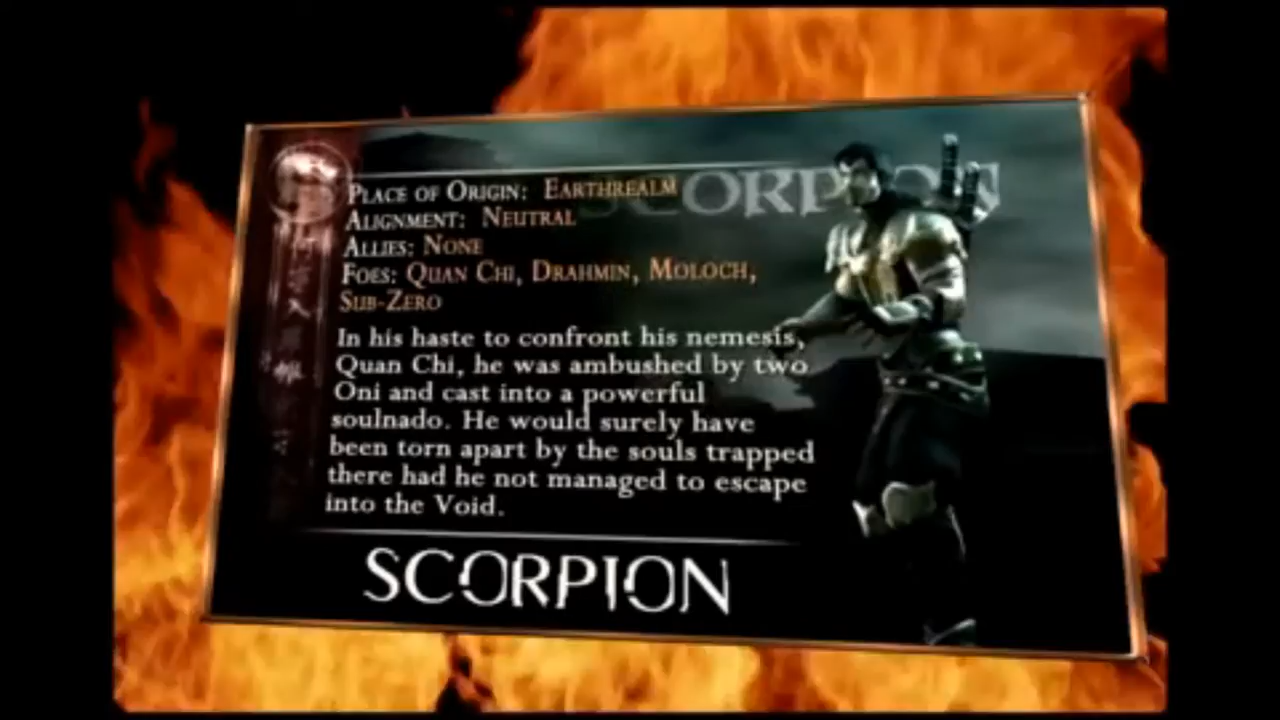 SCORPION
PLACE OF ORIGIN: EARTHREALM
ALIGNMENT: NEUTRAL
ALLIES: NONE
FOES: QUAN CHI, DRAHMIN, MOLOCH,
SUB-ZERO
In his haste to confront his nemesis,
Quan Chi, he was ambushed by two
Oni and cast into a powerful
soulnado. He would surely have
been torn apart by the souls trapped
there had he not managed to escape
into the Void.
SCORPION